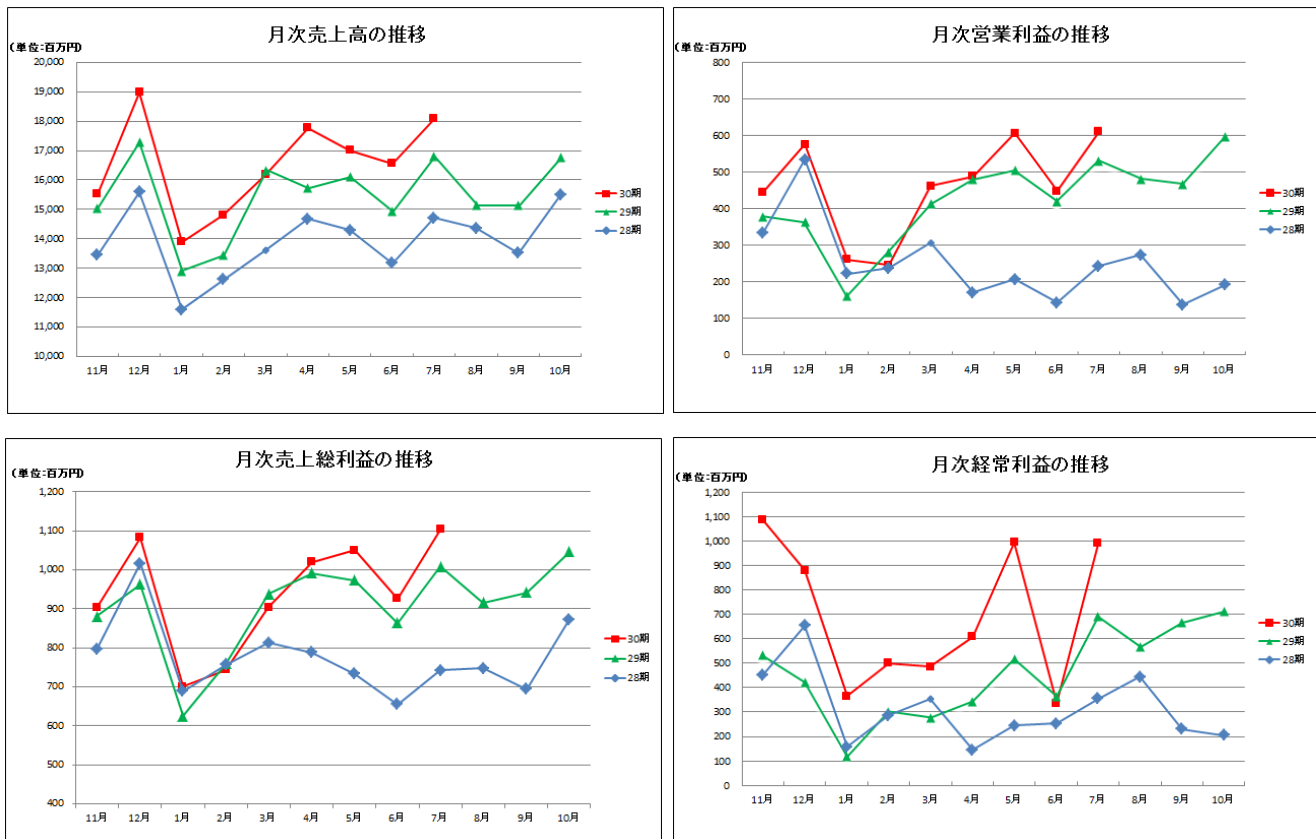 月次売上高の推移
(単位:百万円)
20,000
19,000
18,000
17,000
16,000
15,000
14,000
13,000
12,000
11,000
10,000
11月 12月 1月 2月 3月 4月 5月 6月 7月 8月 9月 10月
30期
29期
28期
月次営業利益の推移
(単位:百万円)
800
700
600
500
400
300
200
100
0
11月 12月 1月 2月 3月 4月 5月 6月 7月 8月 9月 10月
30期
29期
28期
月次売上総利益の推移
(単位:百万円)
1,200
1,100
1,000
900
800
700
600
500
400
11月 12月 1月 2月 3月 4月 5月 6月 7月 8月 9月 10月
30期
29期
28期
月次経常利益の推移
(単位:百万円)
1,200
1,100
1,000
900
800
700
600
500
400
300
200
100
0
11月 12月 1月 2月 3月 4月 5月 6月 7月 8月 9月 10月
30期
29期
28期